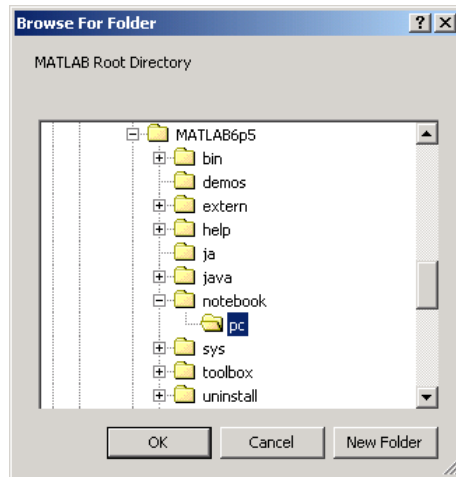 Browse For Folder
MATLAB Root Directory
MATLAB6p5
bin
demos
extern
help
ja
java
notebook
pc
sys
toolbox
uninstall
OK Cancel New Folder